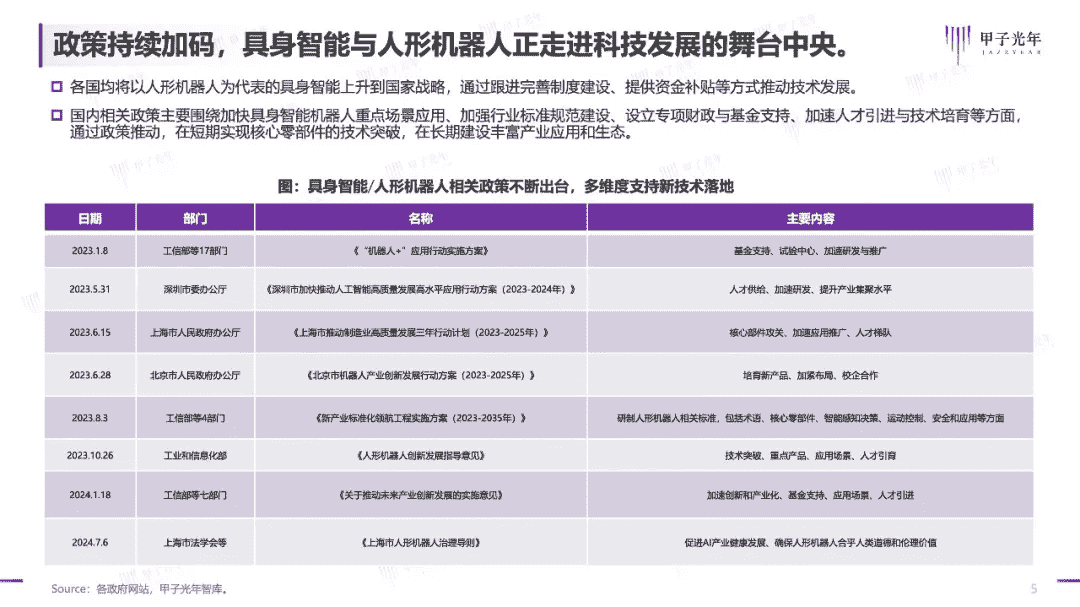 政策持续加码，具身智能与人形机器人正走进科技发展的舞台中央。
甲子光年
JAZZYEAR
各国均将以人形机器人为代表的具身智能上升到国家战略，通过跟进完善制度建设、提供资金补贴等方式推动技术发展。
国内相关政策主要围绕加快具身智能机器人重点场景应用、加强行业标准规范建设、设立专项财政与基金支持、加速人才引进与技术培育等方面，
通过政策推动，在短期实现核心零部件的技术突破，在长期建设丰富产业应用和生态。
图：具身智能/人形机器人相关政策不断出台，多维度支持新技术落地
日期 部门 名称 主要内容
2023.1.8 工信部等17部门 《“机器人+”应用行动实施方案》 基金支持、试验中心、加速研发与推广
2023.5.31 深圳市委办公厅 《深圳市加快推动人工智能高质量发展高水平应用行动方案（2023-2024年）》 人才供给、加速研发、提升产业集聚水平
2023.6.15 上海市人民政府办公厅 《上海市推动制造业高质量发展三年行动计划（2023-2025年）》 核心部件攻关、加速应用推广、人才梯队
2023.6.28 北京市人民政府办公厅 《北京市机器人产业创新发展行动方案（2023-2025年）》 培育新产品、加紧布局、校企合作
2023.8.3 工信部等4部门 《新产业标准化领航工程实施方案（2023-2035年）》 研制人形机器人相关标准，包括术语、核心零部件、智能感知决策、运动控制、安全和应用等方面
2023.10.26 工业和信息化部 《人形机器人创新发展指导意见》 技术突破、重点产品、应用场景、人才引育
2024.1.18 工信部等七部门 《关于推动未来产业创新发展的实施意见》 加速创新和产业化、基金支持、应用场景、人才引进
2024.7.6 上海市法学会等 《上海市人形机器人治理导则》 促进AI产业健康发展、确保人形机器人合乎人类道德和伦理价值
Source：各政府网站，甲子光年智库。
5